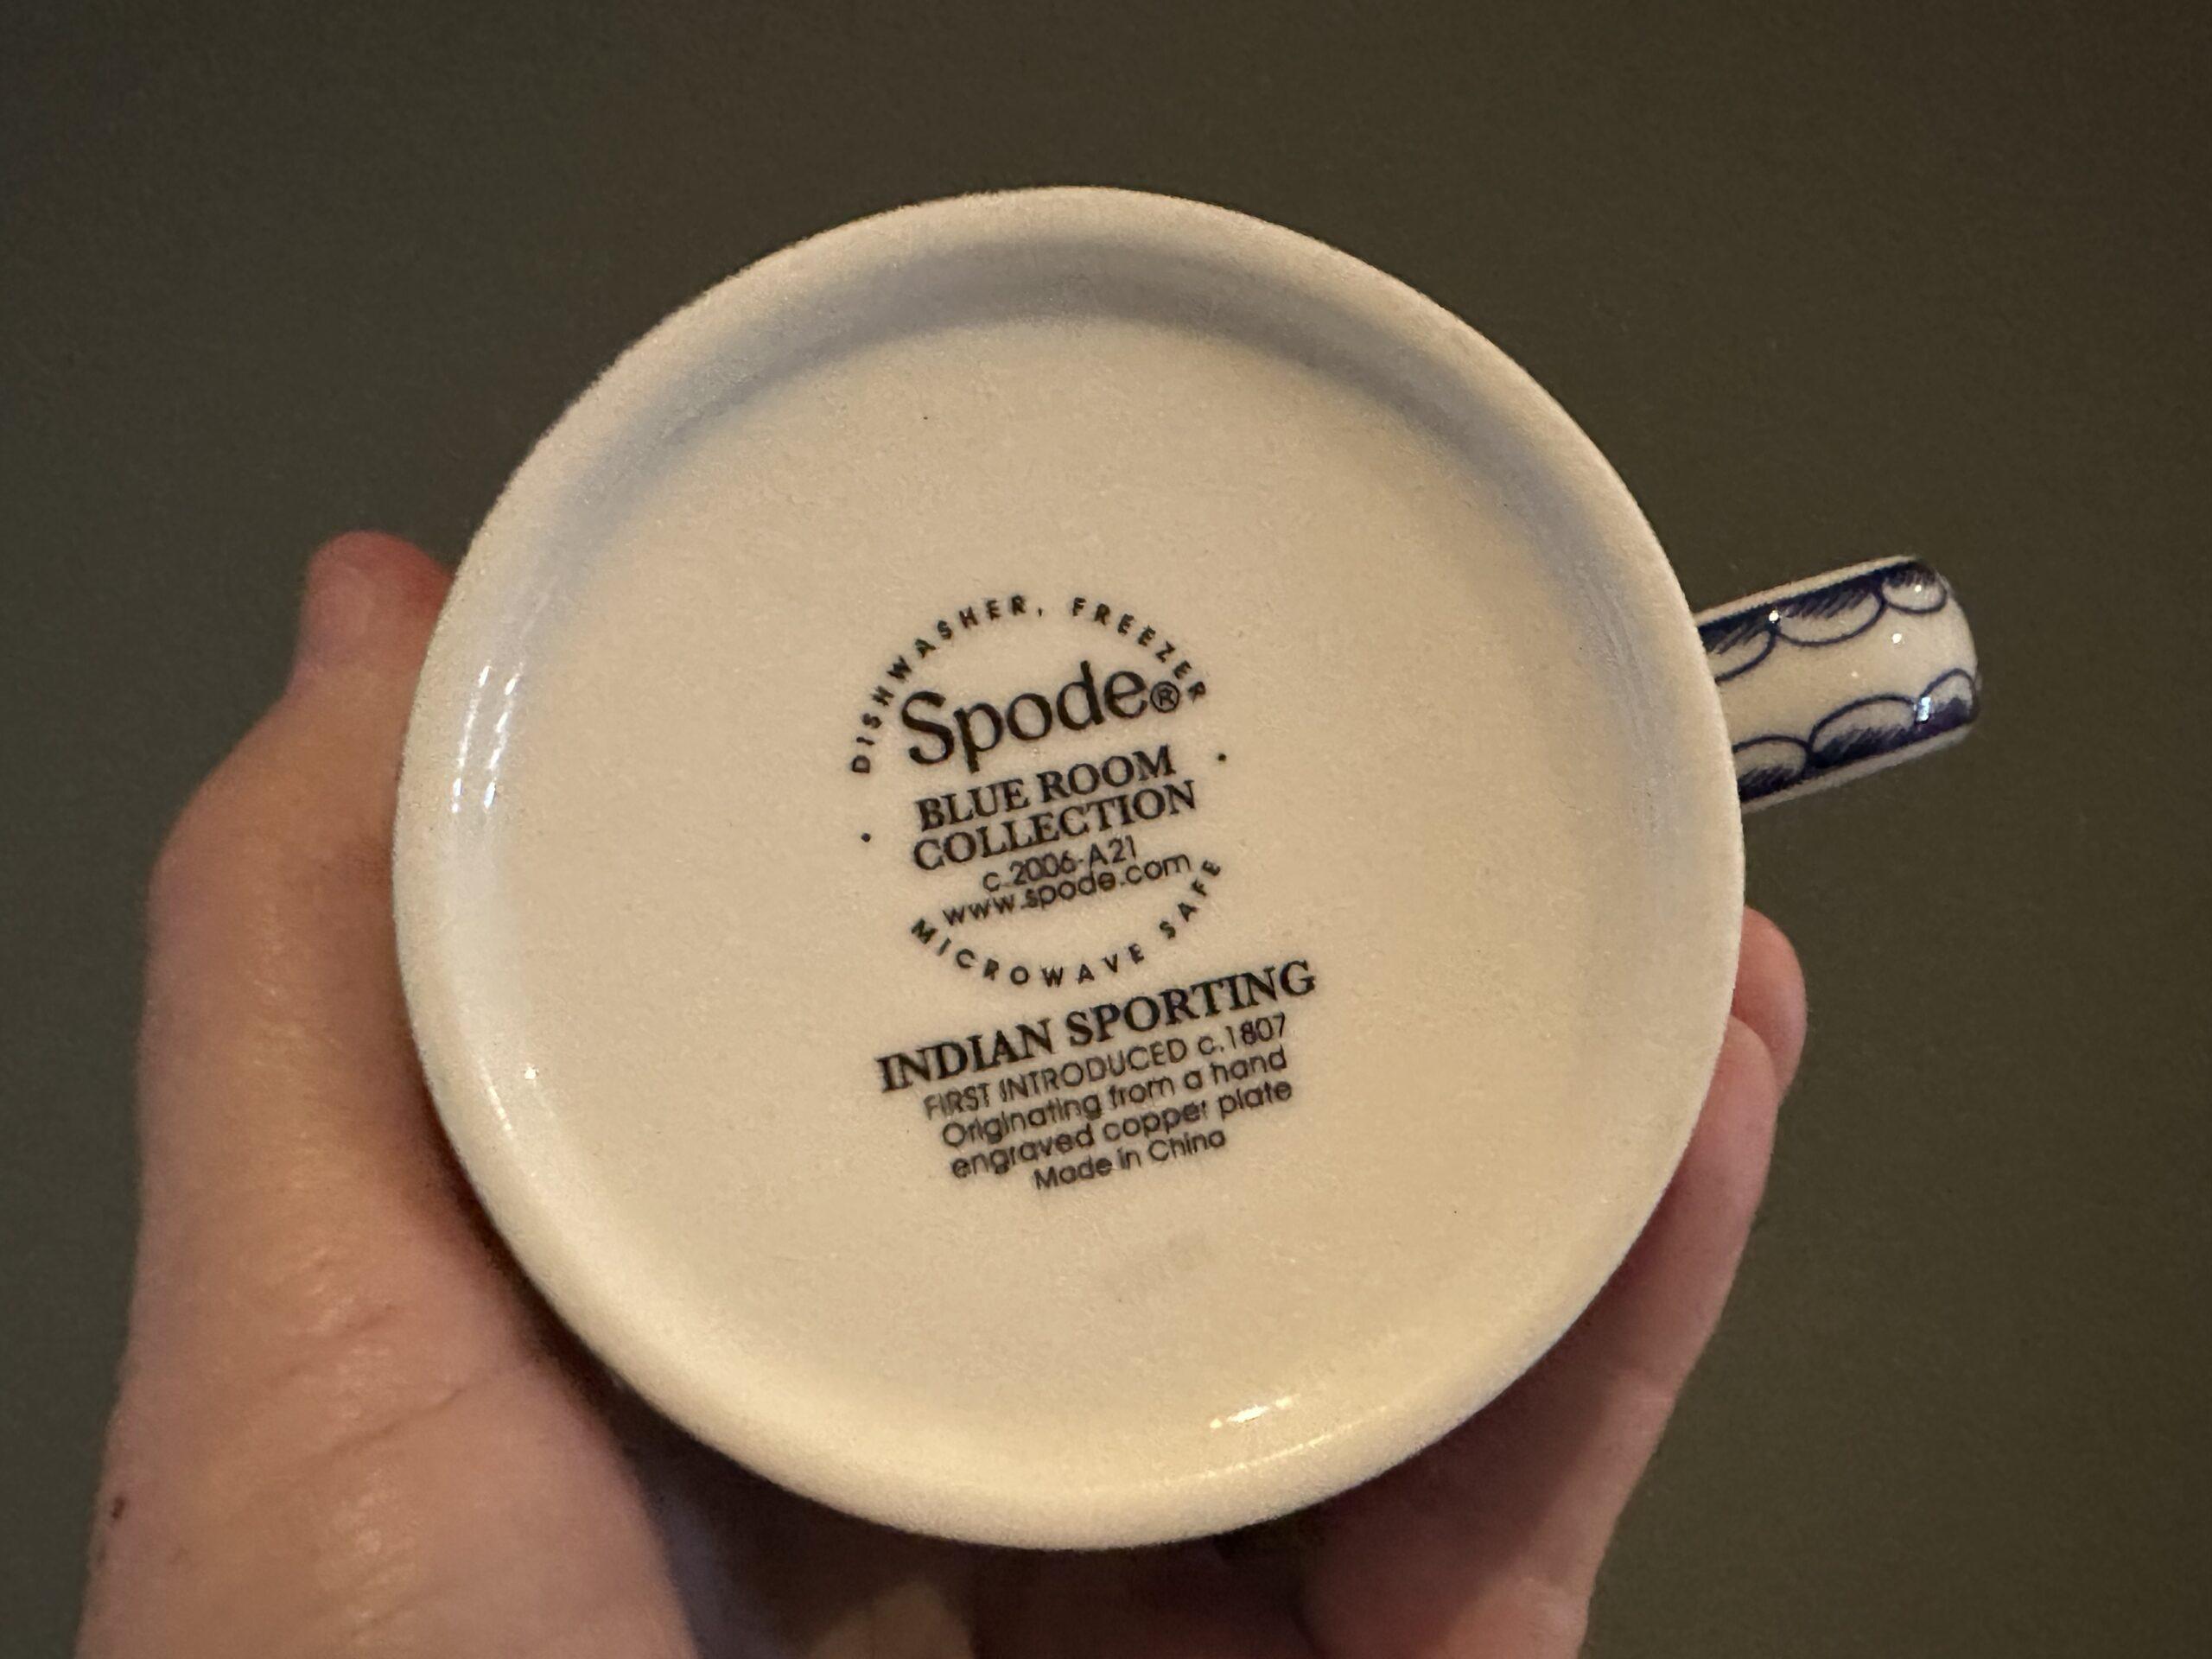 DISHWASHER, FREEZER
Spode®
BLUE ROOM
COLLECTION
c.2006-A21
www.spode.com
MICROWAVE SAFE
INDIAN SPORTING
FIRST INTRODUCED c.1807
Originating from a hand
engraved copper plate
Made in China